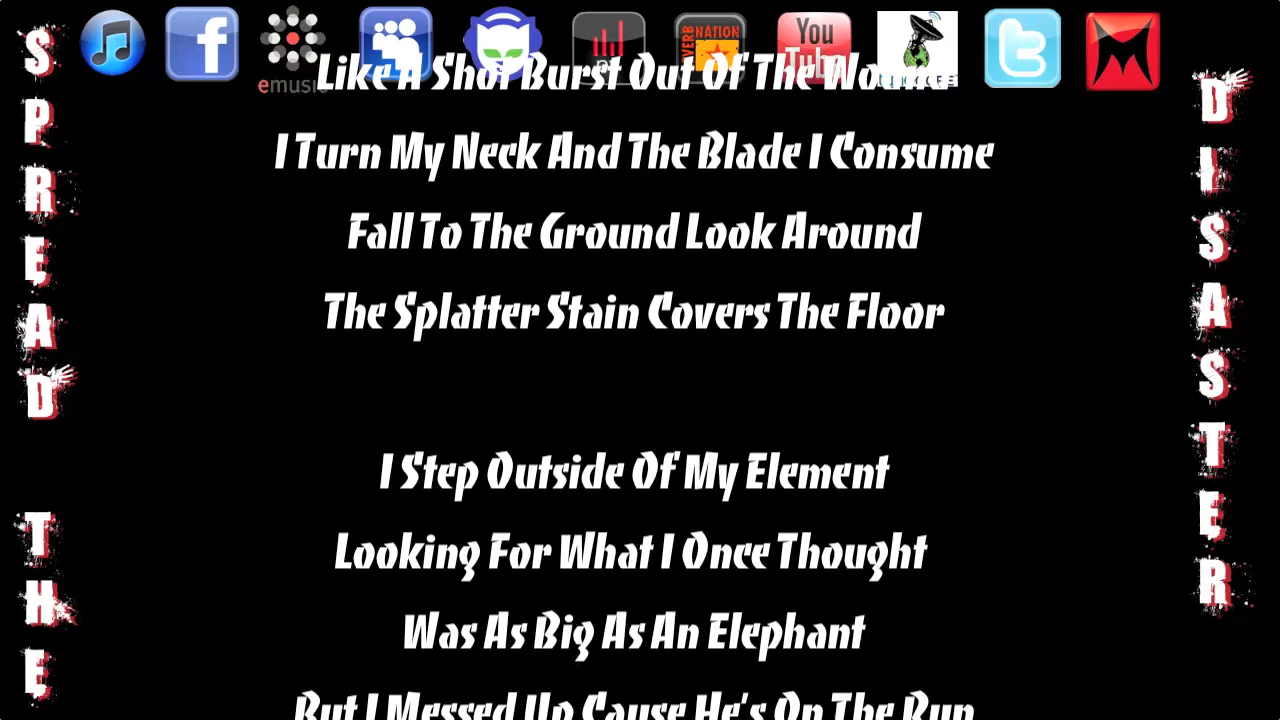 SPREAD THE
DISASTER
emusic
VERB NATION
You Tube
Like A Shot Burst Out Of The Wound
I Turn My Neck And The Blade I Consume
Fall To The Ground Look Around
The Splatter Stain Covers The Floor
I Step Outside Of My Element
Looking For What I Once Thought
Was As Big As An Elephant
But I Messed Up Cause He's On The Run